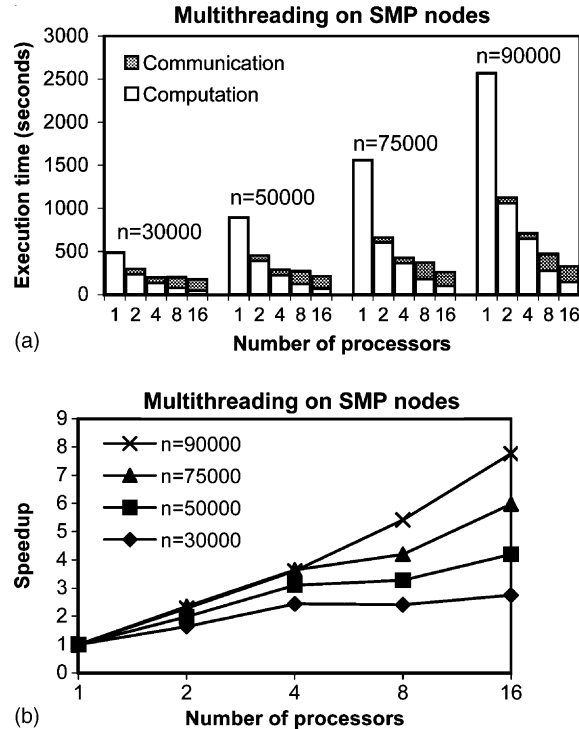 Multithreading on SMP nodes
Execution time (seconds)
3000
2500
2000
1500
1000
500
0
Communication
Computation
n=30000
n=50000
n=75000
n=90000
1 2 4 8 16 1 2 4 8 16 1 2 4 8 16 1 2 4 8 16
Number of processors
(a)
Multithreading on SMP nodes
Speedup
9
8
7
6
5
4
3
2
1
0
n=90000
n=75000
n=50000
n=30000
1 2 4 8 16
Number of processors
(b)